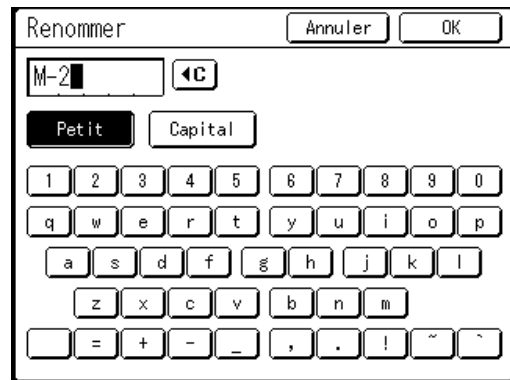 Renommer Annuler OK
M-2 C
Petit Capital
1 2 3 4 5 6 7 8 9 0
q w e r t y u i o p
a s d f g h j k l
z x c v b n m
= + - _ , . ! ~ `